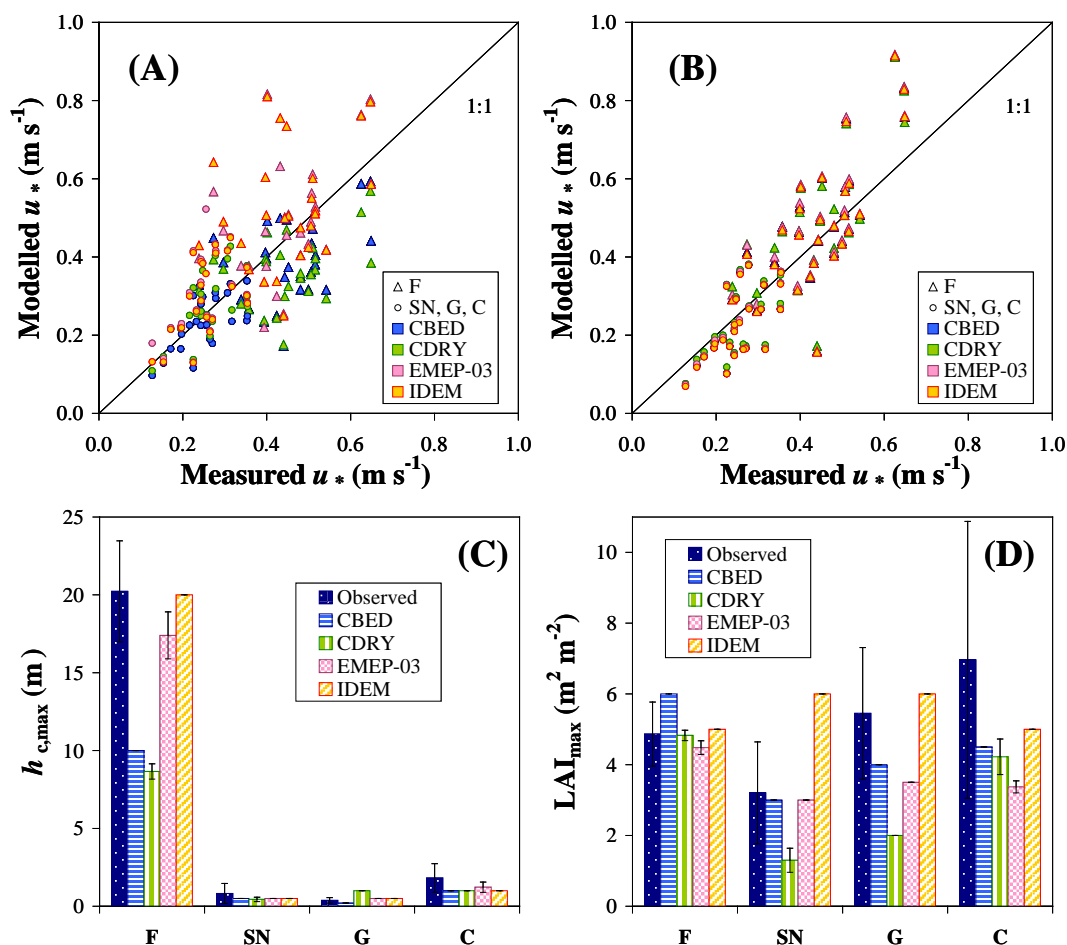 (A)
1.0
0.8
0.6
0.4
0.2
0.0
Modelled u * (m s-1)
1:1
F
SN, G, C
CBED
CDRY
EMEP-03
IDEM
0.0 0.2 0.4 0.6 0.8 1.0
Measured u * (m s-1)
(B)
1.0
0.8
0.6
0.4
0.2
0.0
Modelled u * (m s-1)
1:1
F
SN, G, C
CBED
CDRY
EMEP-03
IDEM
0.0 0.2 0.4 0.6 0.8 1.0
Measured u * (m s-1)
(C)
25
20
15
10
5
0
h c,max (m)
Observed
CBED
CDRY
EMEP-03
IDEM
F SN G C
(D)
10
8
6
4
2
0
LAImax (m2 m-2)
Observed
CBED
CDRY
EMEP-03
IDEM
F SN G C